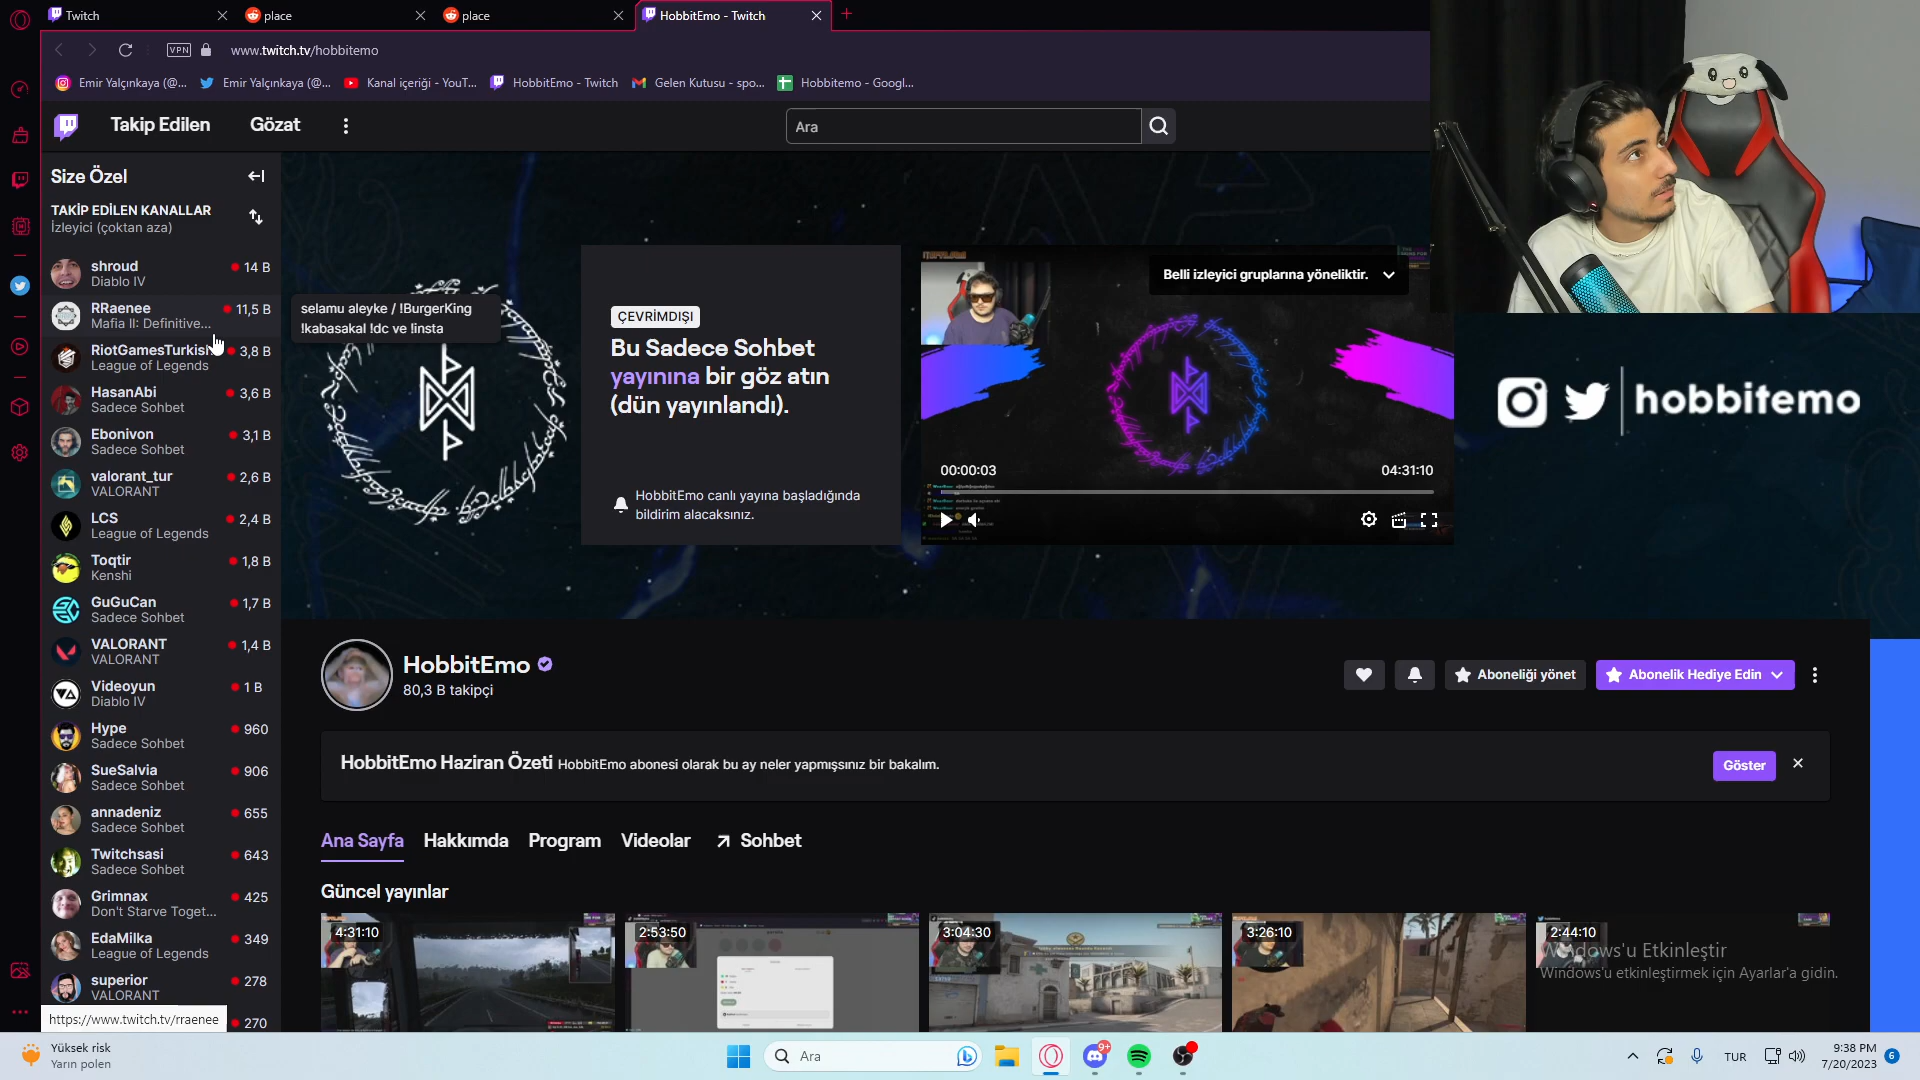 Twitch
place
place
HobbitEmo - Twitch
VPN
www.twitch.tv/hobbitemo
Emir Yalçınkaya (@...
Emir Yalçınkaya (@...
Kanal içeriği - YouT...
HobbitEmo - Twitch
Gelen Kutusu - spo...
Hobbitemo - Googl...
Takip Edilen
Gözat
Ara
Size Özel
TAKİP EDİLEN KANALLAR
İzleyici (çoktan aza)
shroud
14 B
Diablo IV
RRaenee
11,5 B
Mafia II: Definitive...
RiotGamesTurkish
3,8 B
League of Legends
HasanAbi
3,6 B
Sadece Sohbet
Ebonivon
3,1 B
Sadece Sohbet
valorant_tur
2,6 B
VALORANT
LCS
2,4 B
League of Legends
Toqtir
1,8 B
Kenshi
GuGuCan
1,7 B
Sadece Sohbet
VALORANT
1,4 B
VALORANT
Videoyun
1 B
Diablo IV
Hype
960
Sadece Sohbet
SueSalvia
906
Sadece Sohbet
annadeniz
655
Sadece Sohbet
Twitchsasi
643
Sadece Sohbet
Grimnax
425
Don't Starve Toget...
EdaMilka
349
League of Legends
superior
278
VALORANT
270
https://www.twitch.tv/rraenee
selamu aleyke / !BurgerKing
!kabasakal !dc ve !insta
ÇEVRİMDIŞI
Bu Sadece Sohbet
yayınına bir göz atın
(dün yayınlandı).
HobbitEmo canlı yayına başladığında
bildirim alacaksınız.
Belli izleyici gruplarına yöneliktir.
00:00:03
04:31:10
hobbitemo
HobbitEmo
80,3 B takipçi
Aboneliği yönet
Abonelik Hediye Edin
HobbitEmo Haziran Özeti HobbitEmo abonesi olarak bu ay neler yapmışsınız bir bakalım.
Göster
Ana Sayfa
Hakkımda
Program
Videolar
Sohbet
Güncel yayınlar
4:31:10
2:53:50
3:04:30
3:26:10
2:44:10
Windows'u Etkinleştir
Windows'u etkinleştirmek için Ayarlar'a gidin.
Yüksek risk
Yarın polen
Ara
9+
TUR
9:38 PM
7/20/2023
6